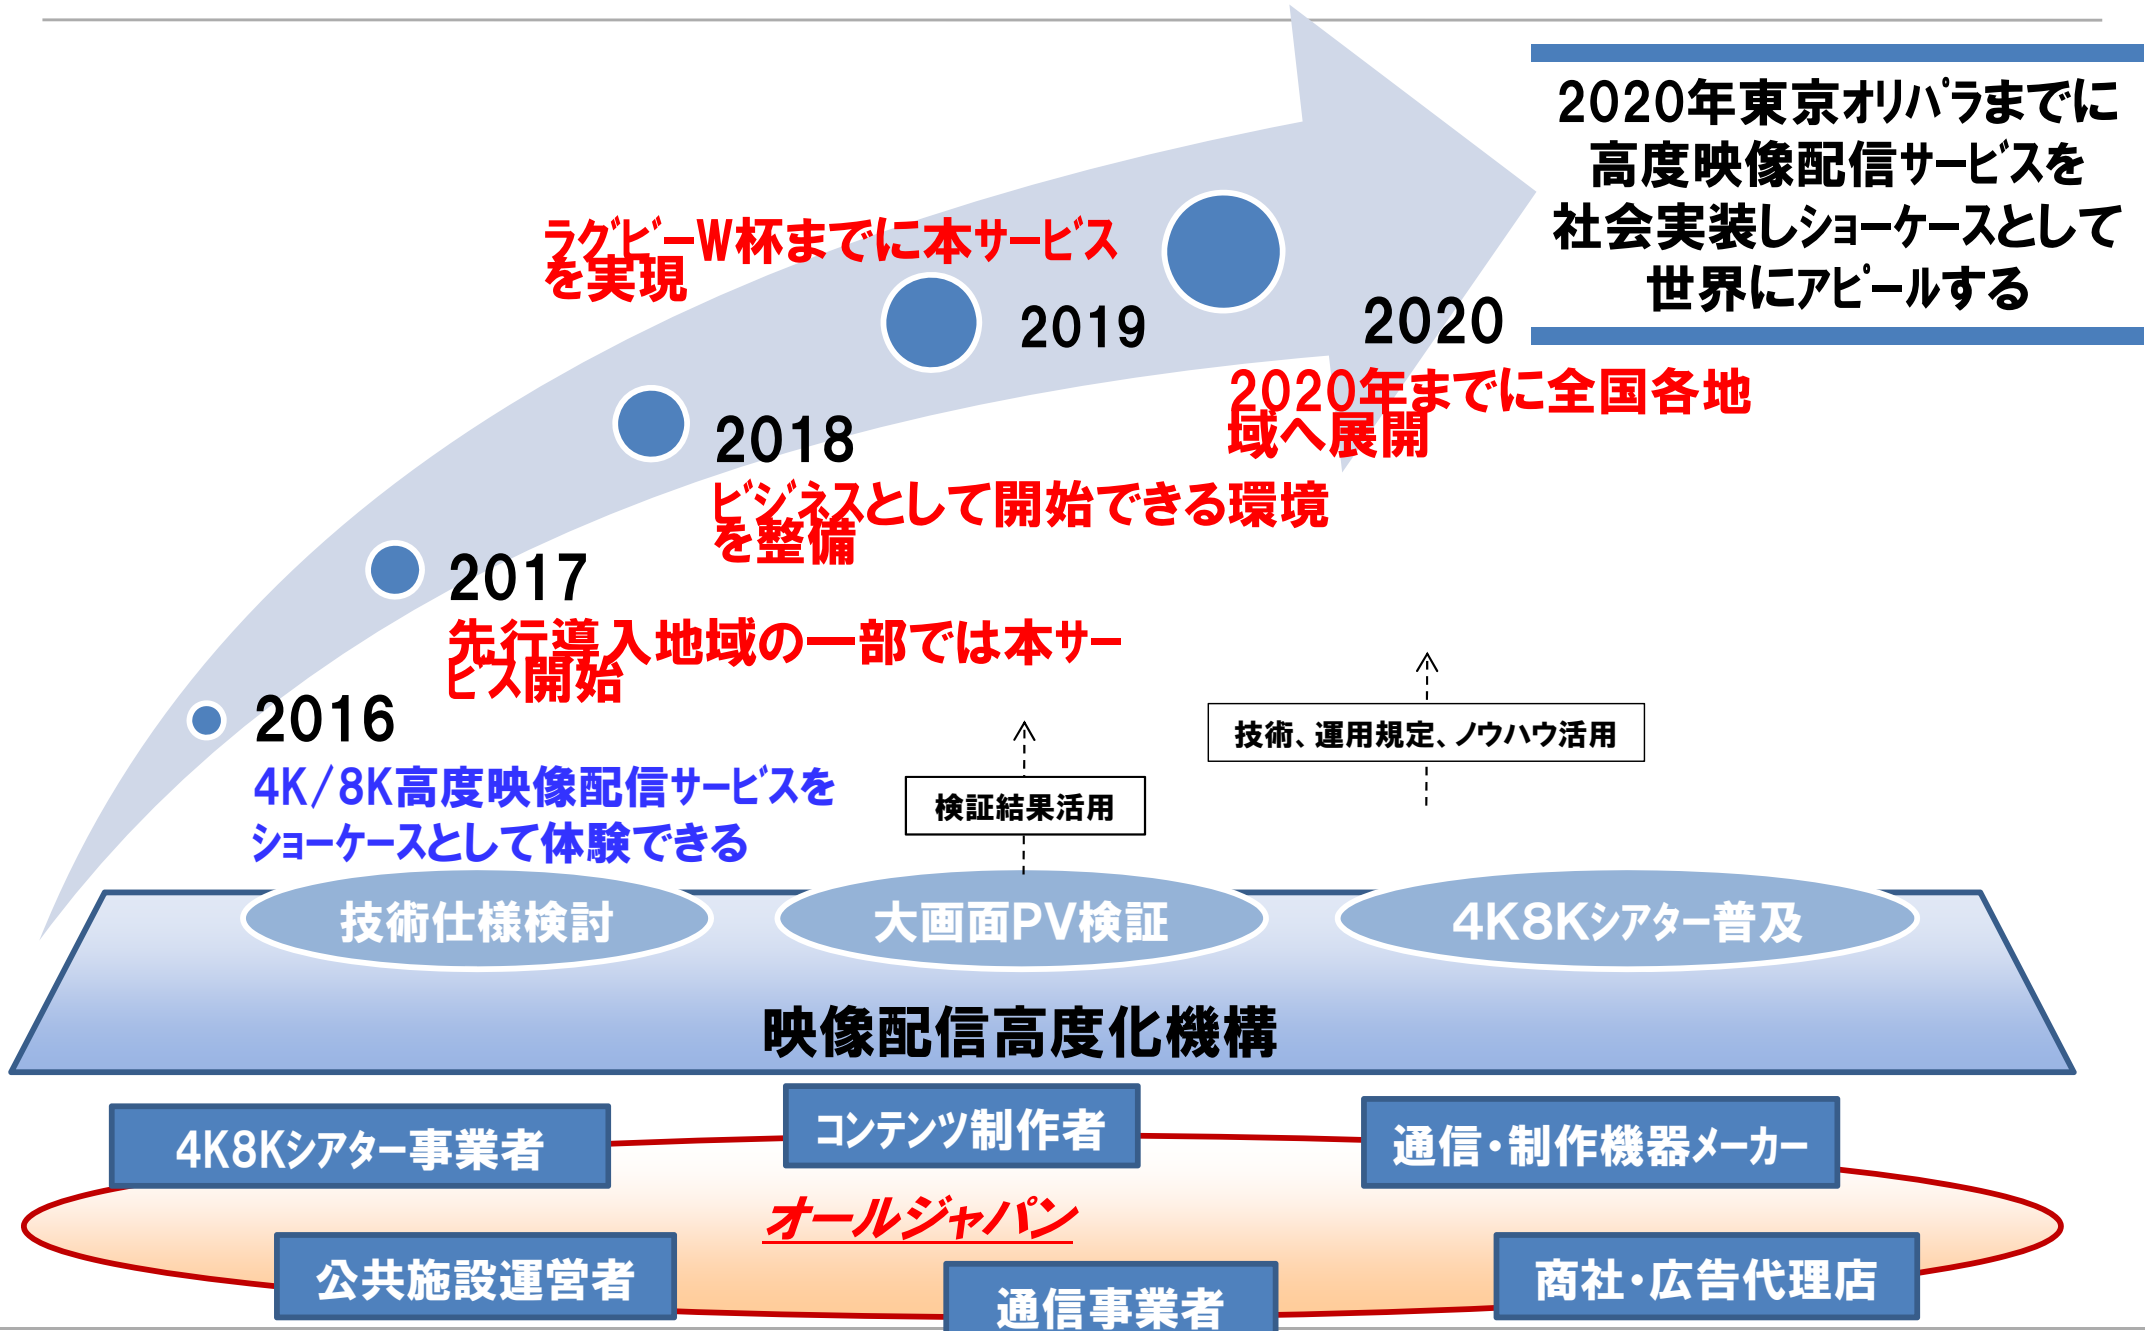 2020年東京オリパラまでに
高度映像配信サービスを
社会実装しショーケースとして
世界にアピールする
ラグビーW杯までに本サービス
を実現
2019
2020
2020年までに全国各地
域へ展開
2018
ビジネスとして開始できる環境
を整備
2017
先行導入地域の一部では本サー
ビス開始
2016
4K/8K高度映像配信サービスを
ショーケースとして体験できる
技術、運用規定、ノウハウ活用
検証結果活用
技術仕様検討
大画面PV検証
4K8Kシアター普及
映像配信高度化機構
4K8Kシアター事業者
コンテンツ制作者
通信・制作機器メーカー
オールジャパン
公共施設運営者
通信事業者
商社・広告代理店